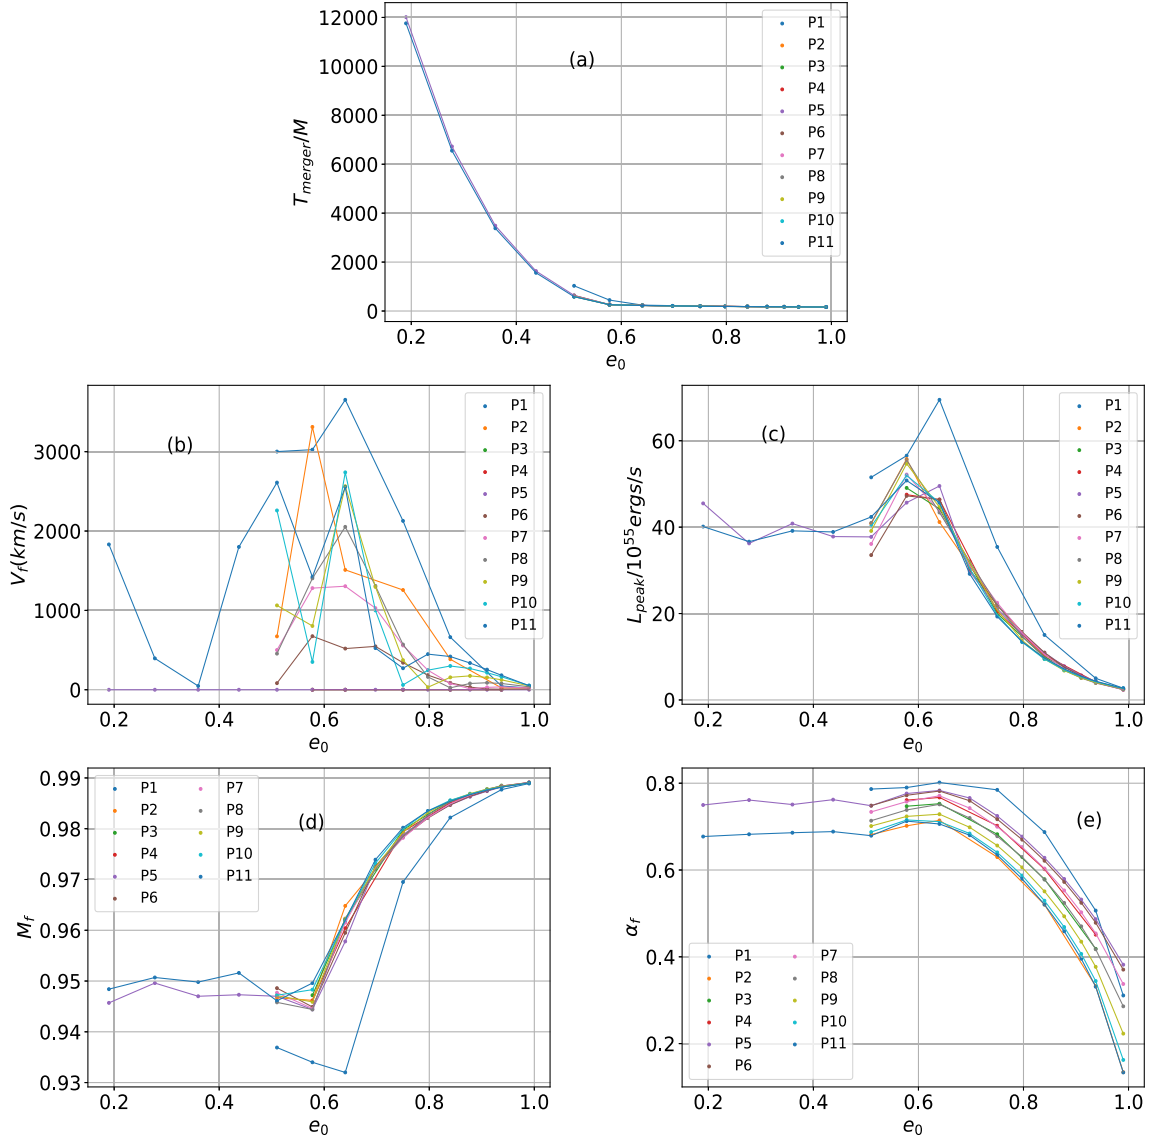 12000
10000
8000
6000
4000
2000
0
T_merger/M
(a)
P1
P2
P3
P4
P5
P6
P7
P8
P9
P10
P11
0.2 0.4 0.6 0.8 1.0
e_0
3000
2000
1000
0
V_f(km/s)
(b)
P1
P2
P3
P4
P5
P6
P7
P8
P9
P10
P11
0.2 0.4 0.6 0.8 1.0
e_0
60
40
20
0
L_peak/10^55ergs/s
(c)
P1
P2
P3
P4
P5
P6
P7
P8
P9
P10
P11
0.2 0.4 0.6 0.8 1.0
e_0
0.99
0.98
0.97
0.96
0.95
0.94
0.93
M_f
P1 P7
P2 P8
P3 P9
P4 P10
P5 P11
P6
(d)
0.2 0.4 0.6 0.8 1.0
e_0
0.8
0.6
0.4
0.2
α_f
(e)
P1 P7
P2 P8
P3 P9
P4 P10
P5 P11
P6
0.2 0.4 0.6 0.8 1.0
e_0